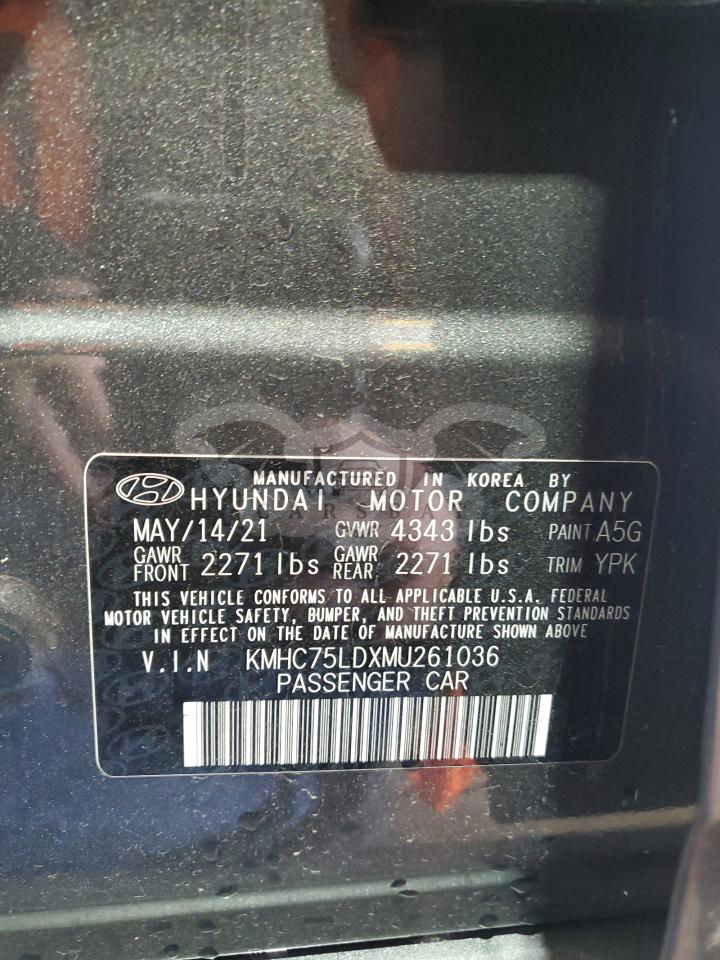 MANUFACTURED IN KOREA BY
HYUNDAI MOTOR COMPANY
MAY/14/21 GVWR 4343 lbs PAINT A5G
GAWR FRONT 2271 lbs GAWR REAR 2271 lbs TRIM YPK
THIS VEHICLE CONFORMS TO ALL APPLICABLE U.S.A. FEDERAL
MOTOR VEHICLE SAFETY, BUMPER, AND THEFT PREVENTION STANDARDS
IN EFFECT ON THE DATE OF MANUFACTURE SHOWN ABOVE
V.I.N KMHC75LDXMU261036
PASSENGER CAR